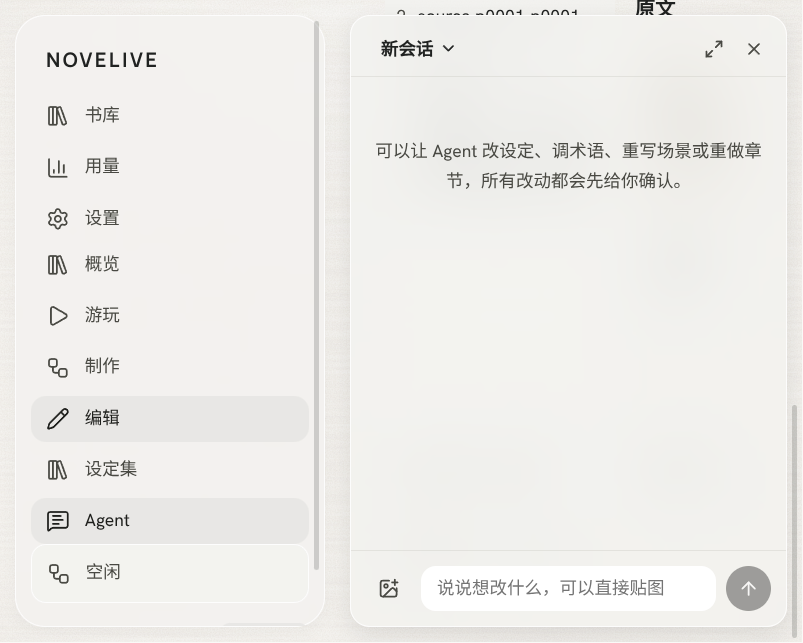 NOVELIVE
书库
用量
设置
概览
游玩
制作
编辑
设定集
Agent
空闲
原文
新会话
可以让 Agent 改设定、调术语、重写场景或重做章
节，所有改动都会先给你确认。
说说想改什么，可以直接贴图